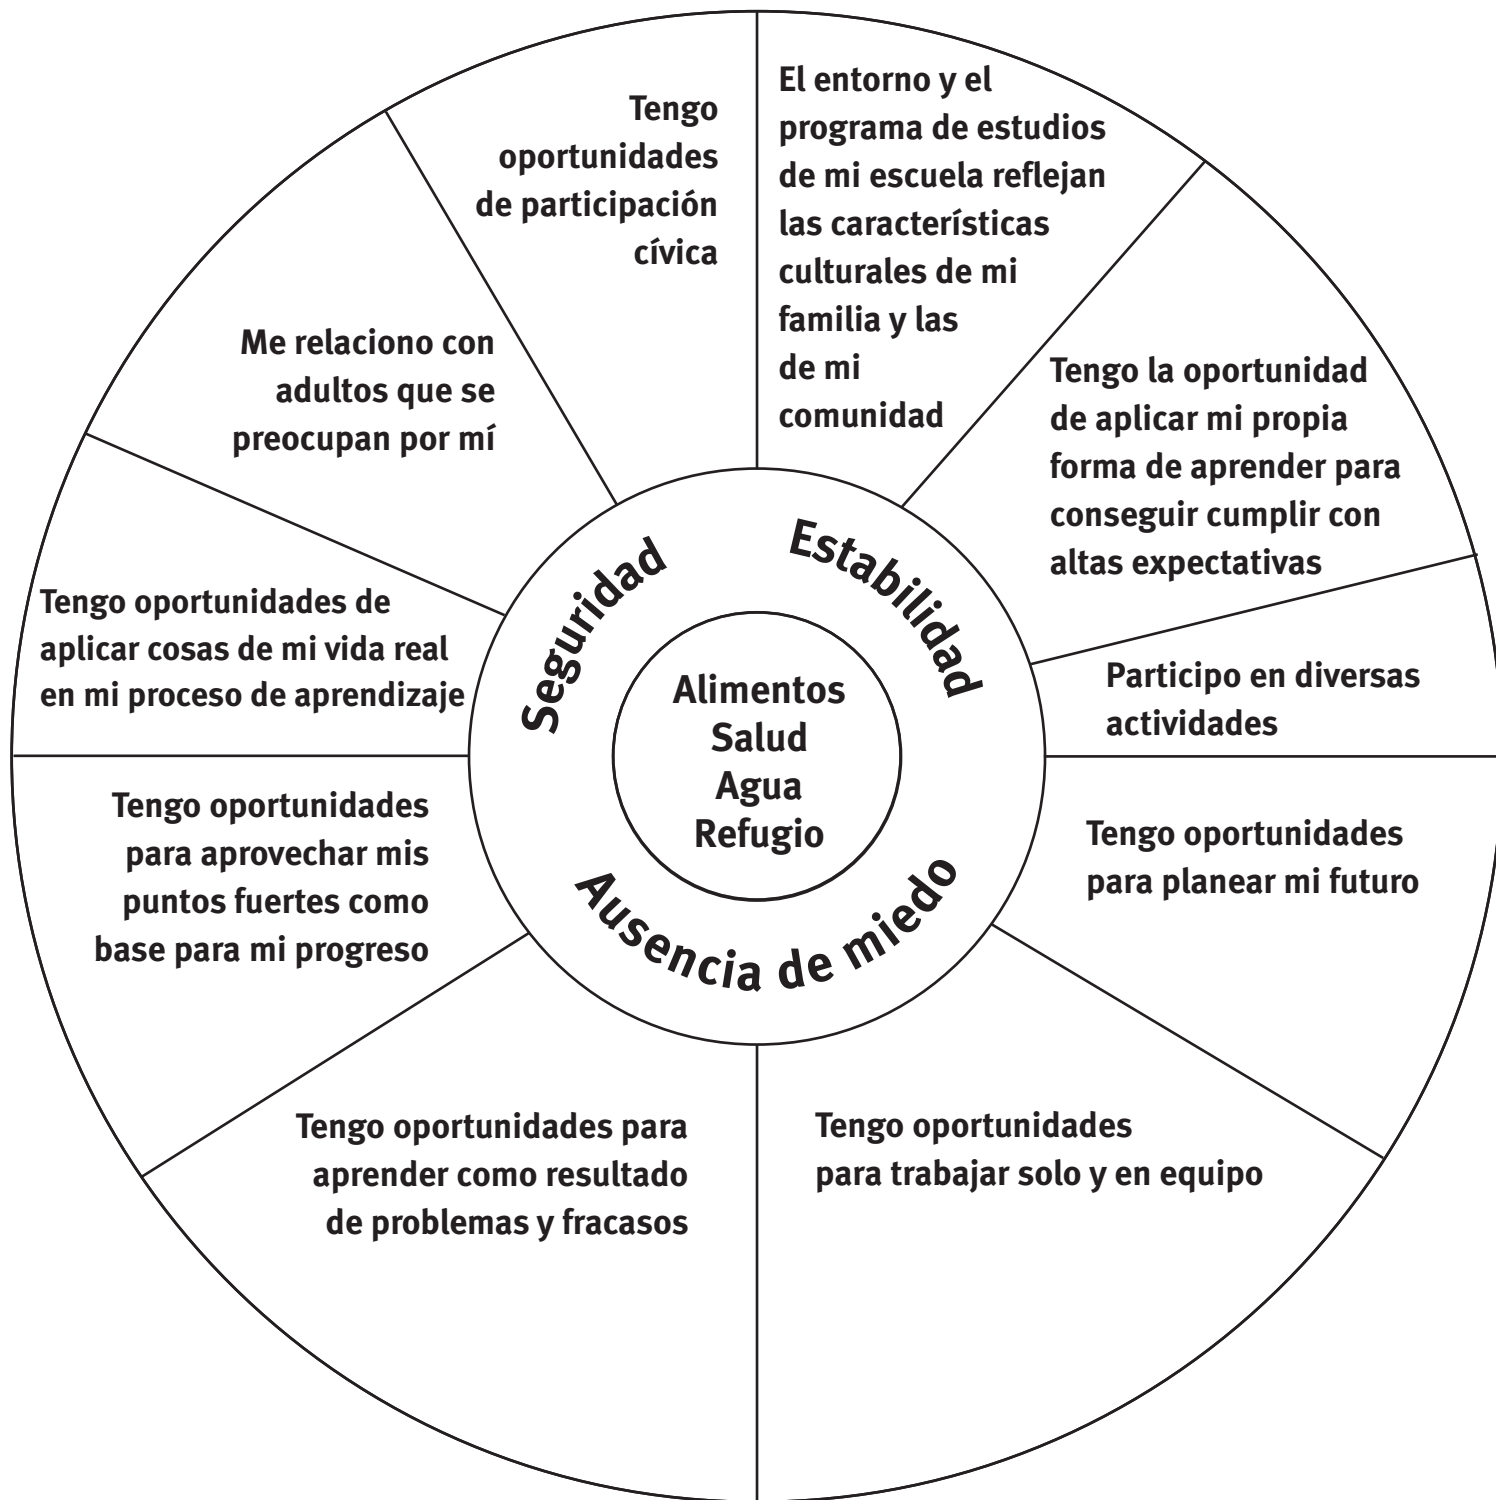 Tengo
oportunidades
de participación
cívica
El entorno y el
programa de estudios
de mi escuela reflejan
las características
culturales de mi
familia y las
de mi
comunidad
Me relaciono con
adultos que se
preocupan por mí
Tengo la oportunidad
de aplicar mi propia
forma de aprender para
conseguir cumplir con
altas expectativas
Tengo oportunidades de
aplicar cosas de mi vida real
en mi proceso de aprendizaje
Seguridad
Estabilidad
Alimentos
Salud
Agua
Refugio
Ausencia de miedo
Participo en diversas
actividades
Tengo oportunidades
para aprovechar mis
puntos fuertes como
base para mi progreso
Tengo oportunidades
para planear mi futuro
Tengo oportunidades para
aprender como resultado
de problemas y fracasos
Tengo oportunidades
para trabajar solo y en equipo